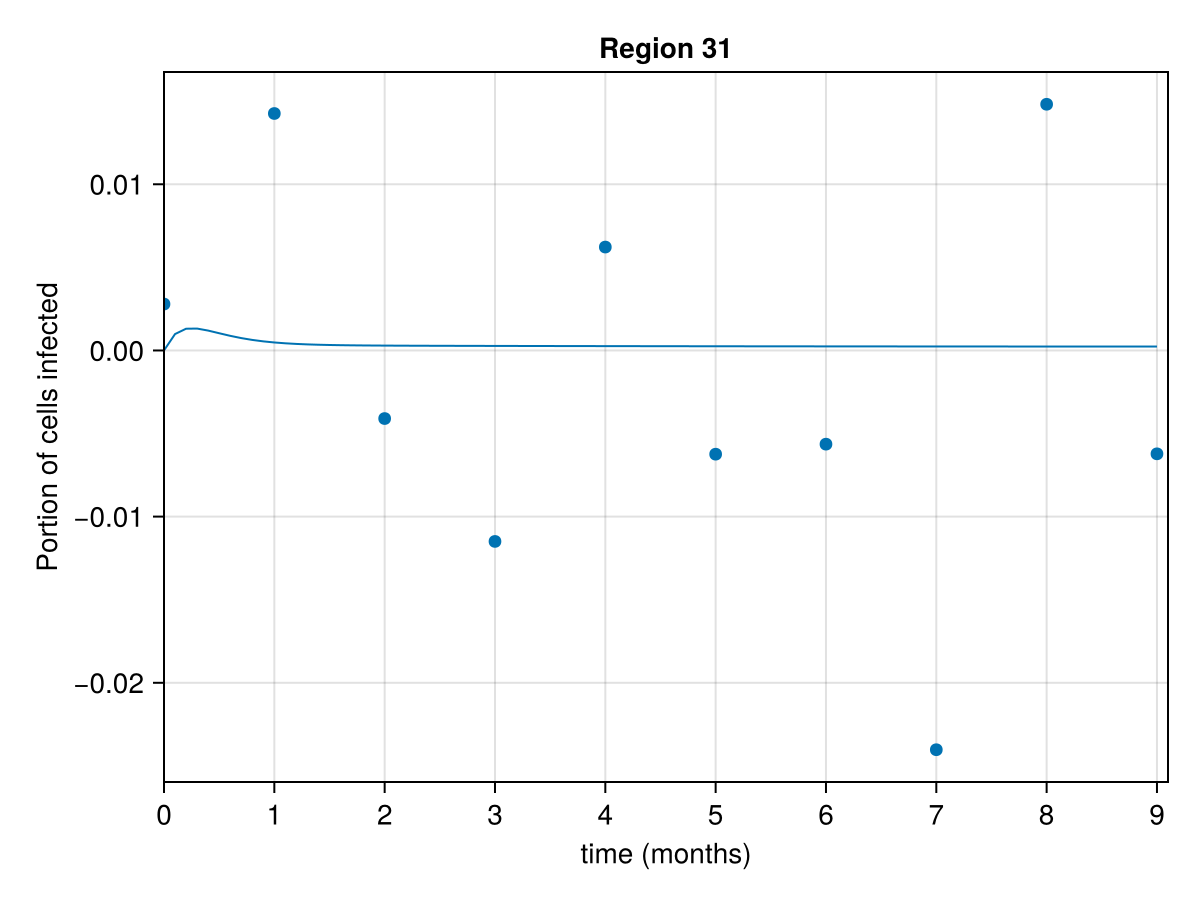 Region 31
Portion of cells infected
0.01
0.00
−0.01
−0.02
0 1 2 3 4 5 6 7 8 9
time (months)